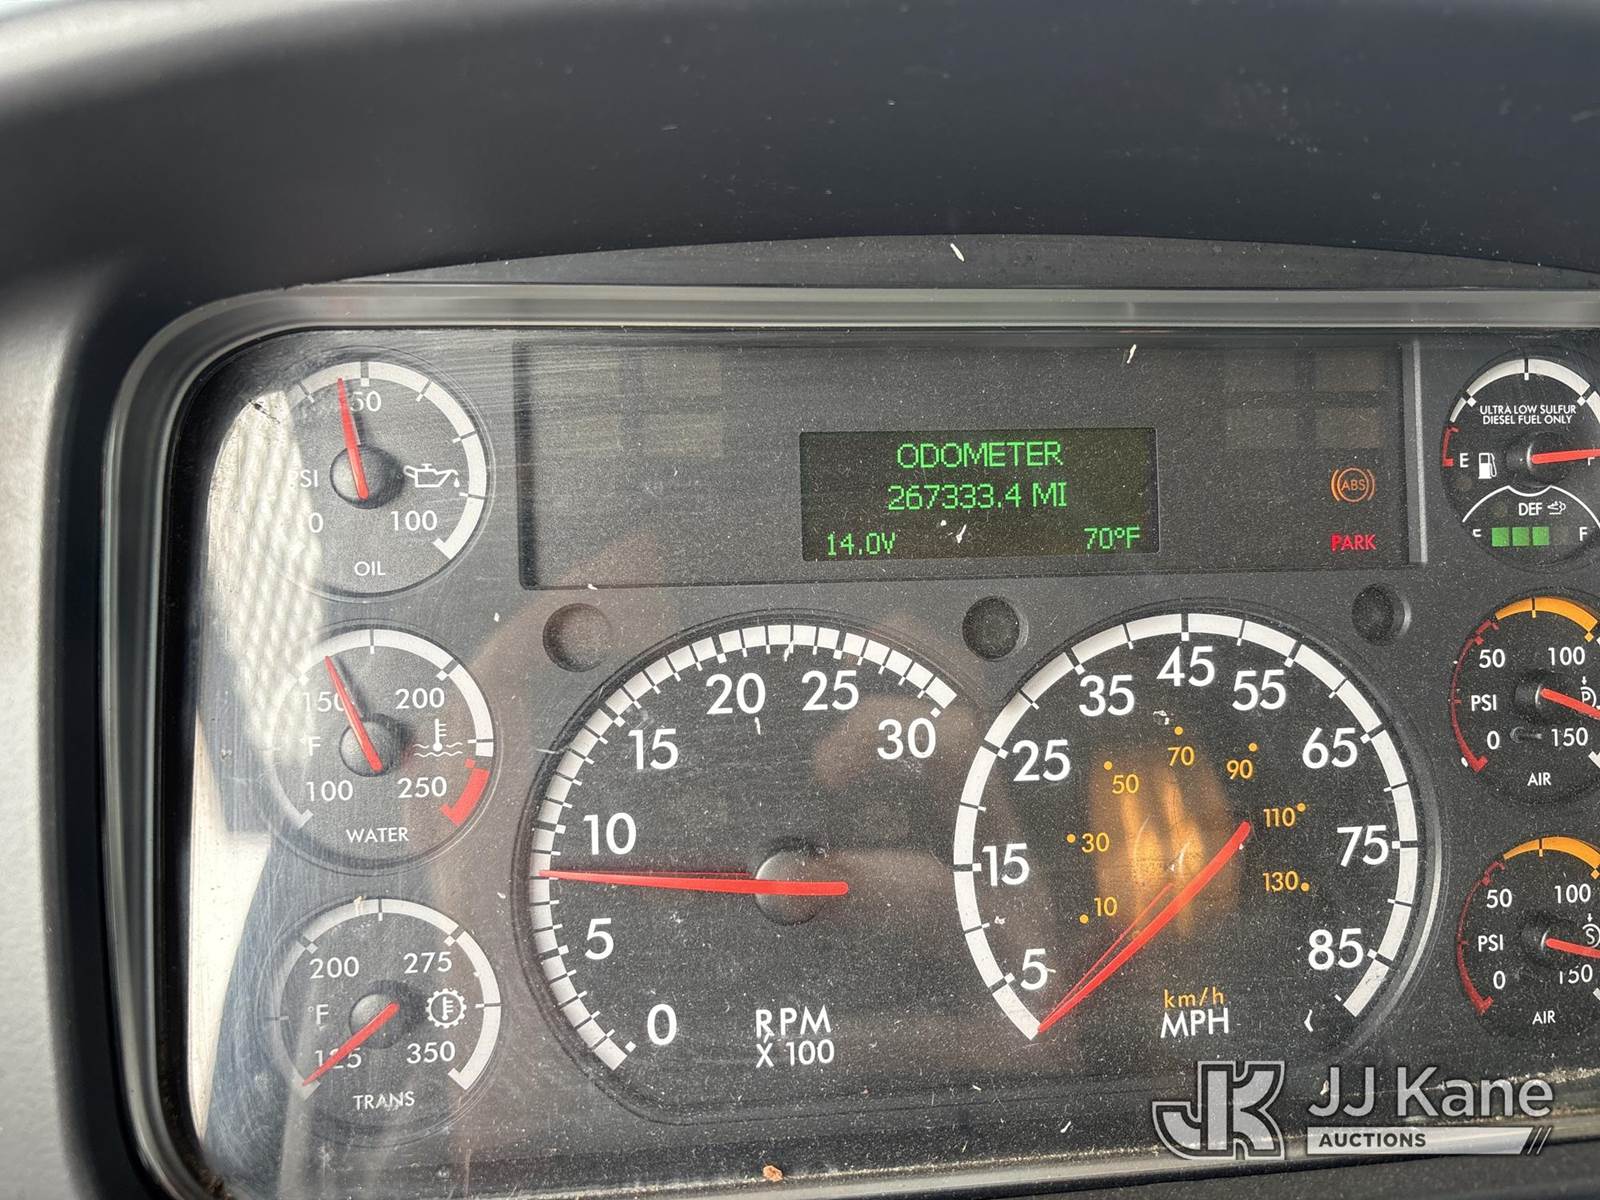 50
PSI
0 100
OIL
ODOMETER
267333.4 MI
14.0V 70°F
ABS
PARK
ULTRA LOW SULFUR
DIESEL FUEL ONLY
E F
DEF
E F
150 200
°F
100 250
WATER
200 275
°F
125 350
TRANS
0 5 10 15 20 25 30
RPM
X 100
5 15 25 35 45 55 65 75 85
10 30 50 70 90 110 130
km/h
MPH
50 100
PSI P
0 150
AIR
50 100
PSI S
0 150
AIR
JK JJ Kane
AUCTIONS